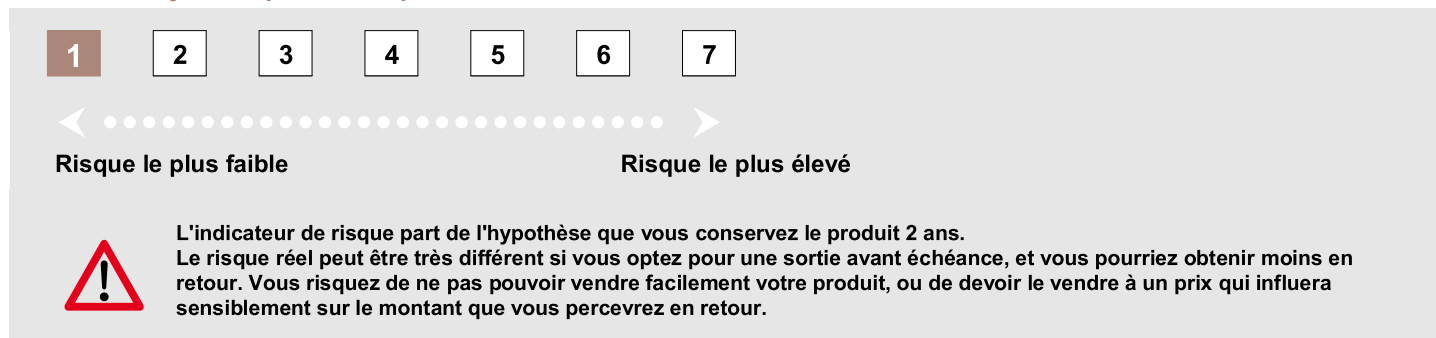 1 2 3 4 5 6 7
Risque le plus faible Risque le plus élevé
L'indicateur de risque part de l'hypothèse que vous conservez le produit 2 ans.
Le risque réel peut être très différent si vous optez pour une sortie avant échéance, et vous pourriez obtenir moins en
retour. Vous risquez de ne pas pouvoir vendre facilement votre produit, ou de devoir le vendre à un prix qui influera
sensiblement sur le montant que vous percevrez en retour.